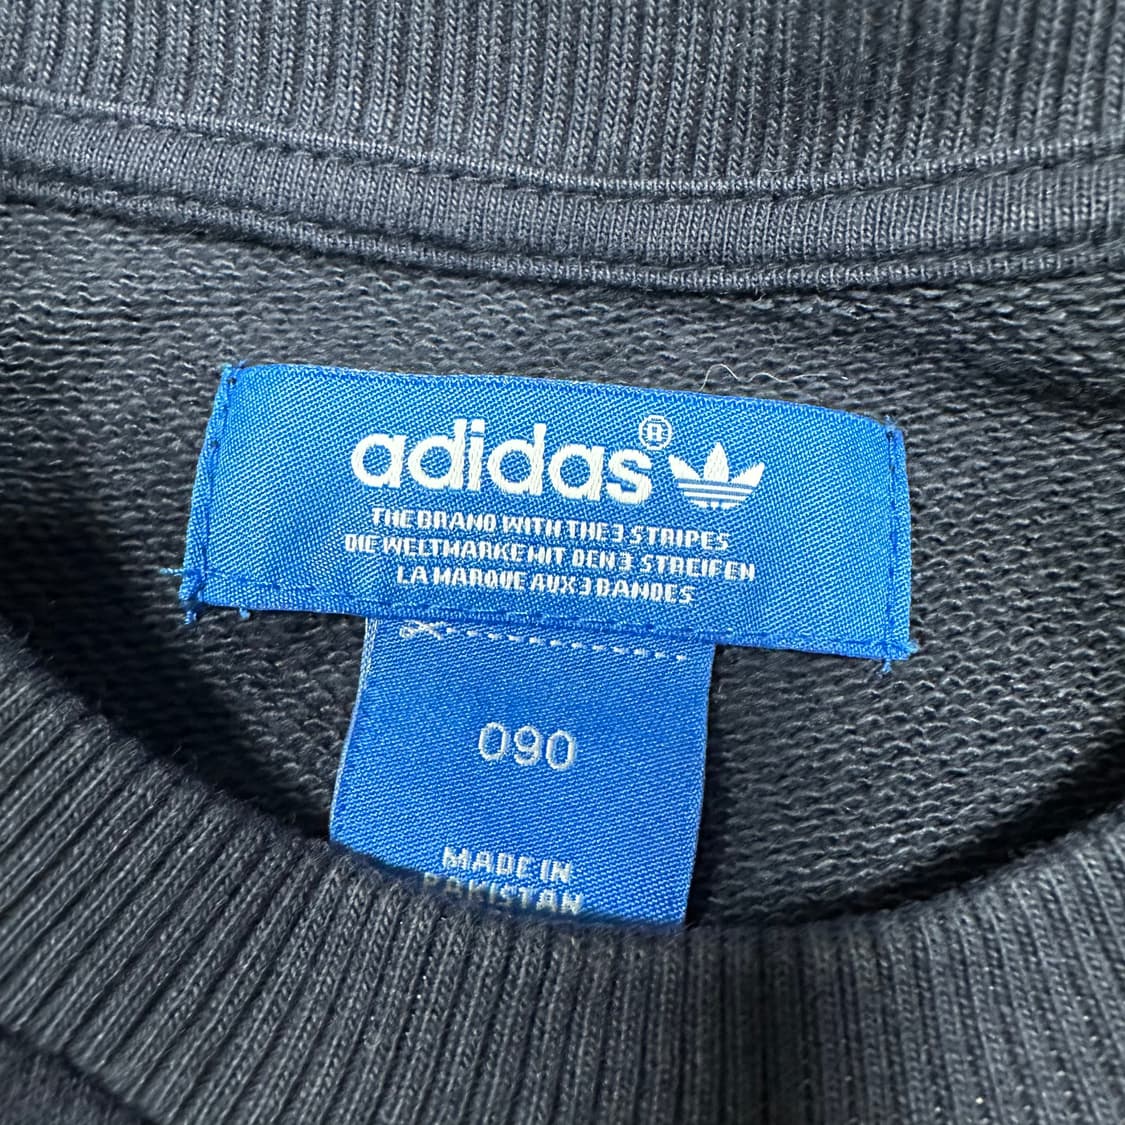 adidas®
THE BRAND WITH THE 3 STRIPES
DIE WELTMARKE MIT DEN 3 STREIFEN
LA MARQUE AUX 3 BANDES
090
MADE IN
PAKISTAN